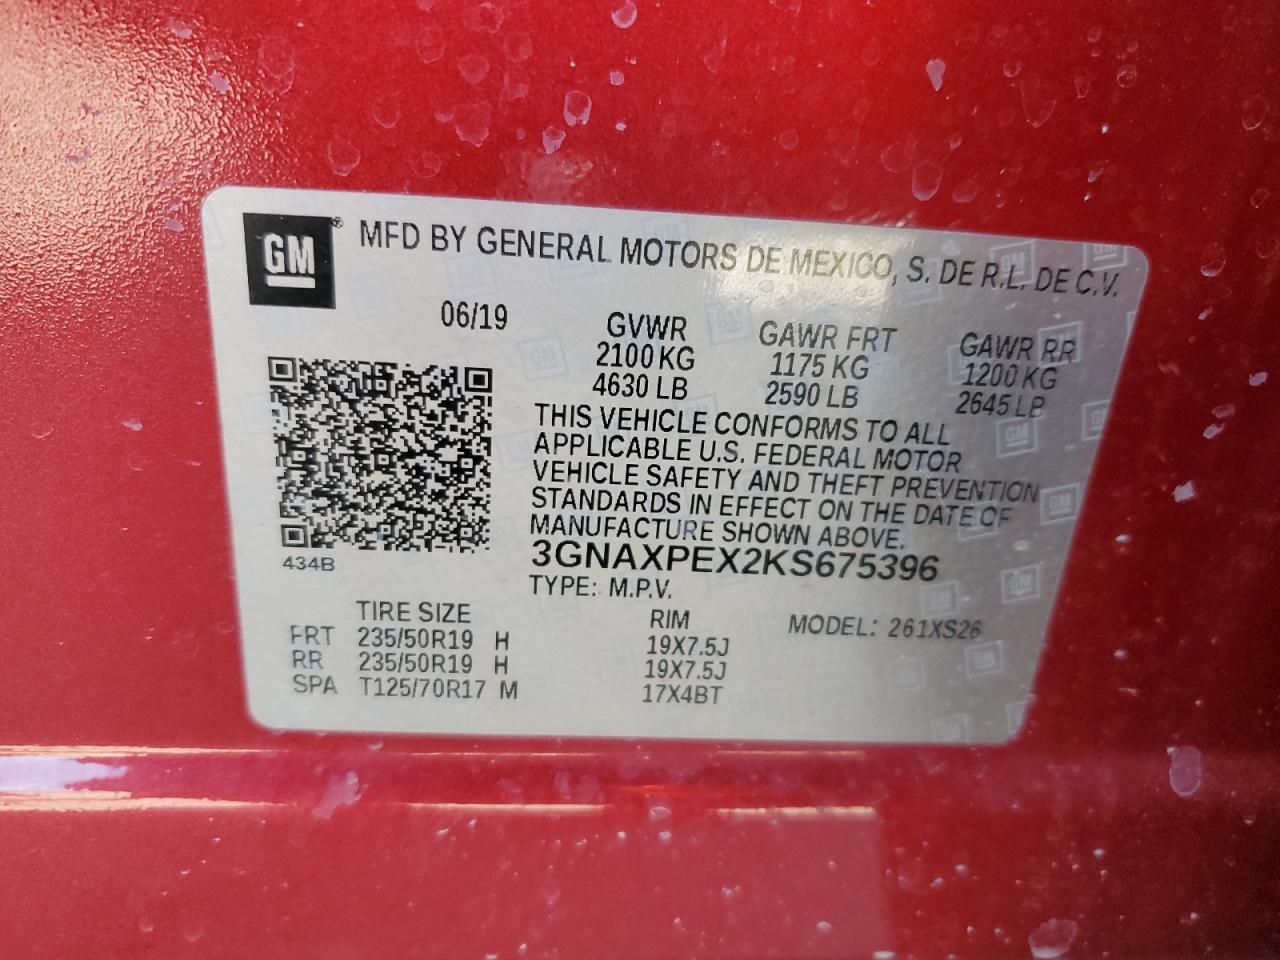 GM ® MFD BY GENERAL MOTORS DE MEXICO, S. DE R.L. DE C.V.
06/19
GVWR GAWR FRT GAWR RR
2100 KG 1175 KG 1200 KG
4630 LB 2590 LB 2645 LB
THIS VEHICLE CONFORMS TO ALL
APPLICABLE U.S. FEDERAL MOTOR
VEHICLE SAFETY AND THEFT PREVENTION
STANDARDS IN EFFECT ON THE DATE OF
MANUFACTURE SHOWN ABOVE.
434B
3GNAXPEX2KS675396
TYPE: M.P.V.
TIRE SIZE RIM MODEL: 261XS26
FRT 235/50R19 H 19X7.5J
RR 235/50R19 H 19X7.5J
SPA T125/70R17 M 17X4BT